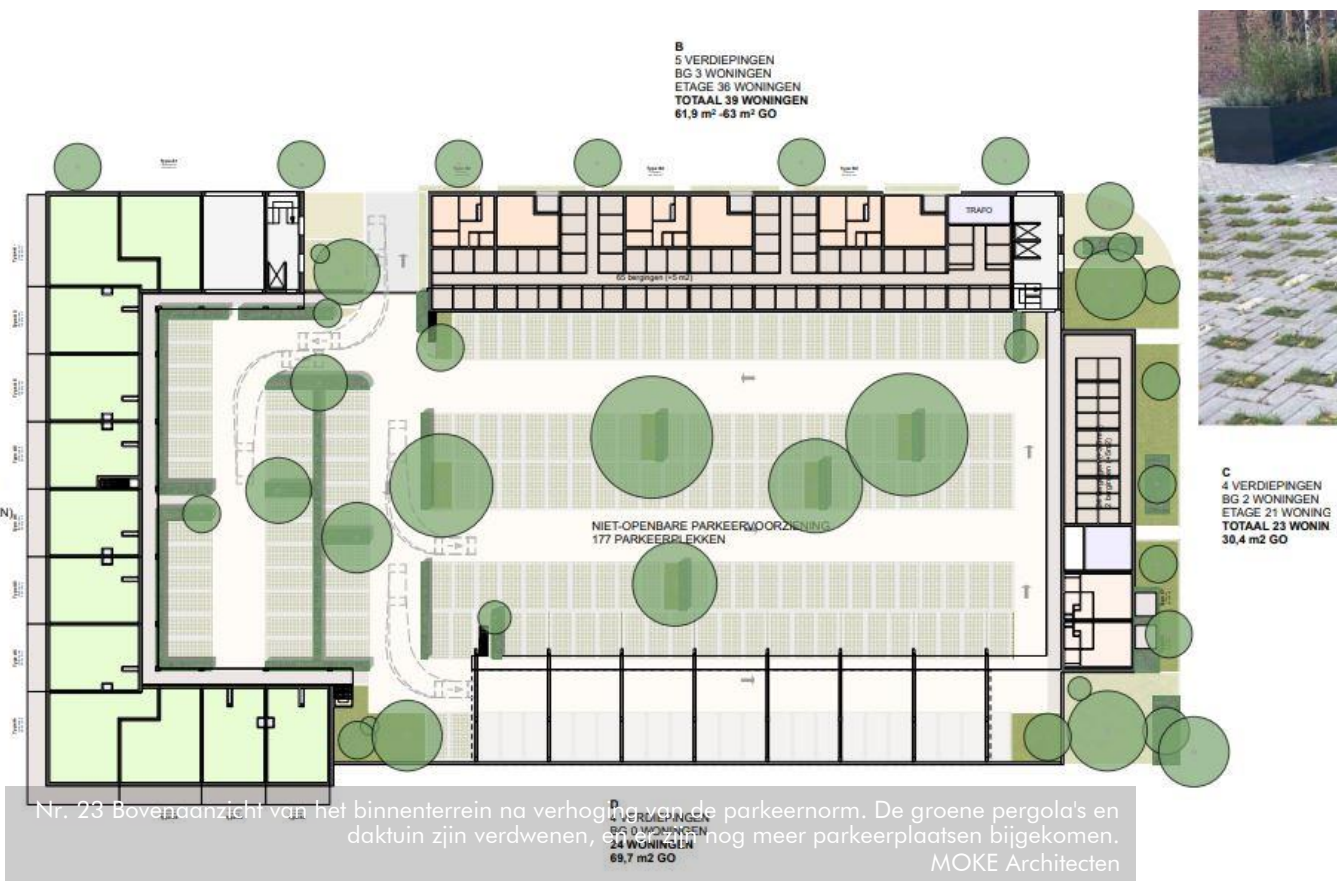 B
5 VERDIEPINGEN
BG 3 WONINGEN
ETAGE 36 WONINGEN
TOTAAL 39 WONINGEN
61,9 m² -63 m² GO
TRAFO
65 bergingen (<5 m2)
NIET-OPENBARE PARKEERVOORZIENING
177 PARKEERPLEKKEN
N)
C
4 VERDIEPINGEN
BG 2 WONINGEN
ETAGE 21 WONING
TOTAAL 23 WONIN
30,4 m2 GO
D
4 VERDIEPINGEN
BG 0 WONINGEN
24 WONINGEN
69,7 m2 GO
Nr. 23 Bovenaanzicht van het binnenterrein na verhoging van de parkeernorm. De groene pergola's en
daktuin zjin verdwenen, en er zijn nog meer parkeerplaatsen bijgekomen.
MOKE Architecten